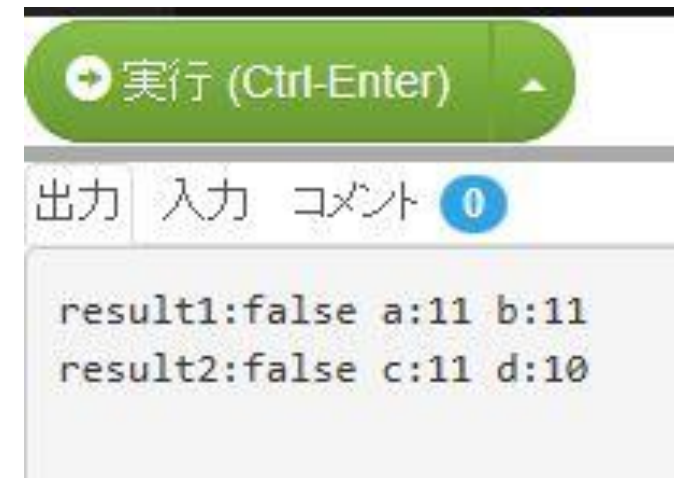 実行 (Ctrl-Enter)
出力 入力 コメント 0
result1:false a:11 b:11
result2:false c:11 d:10